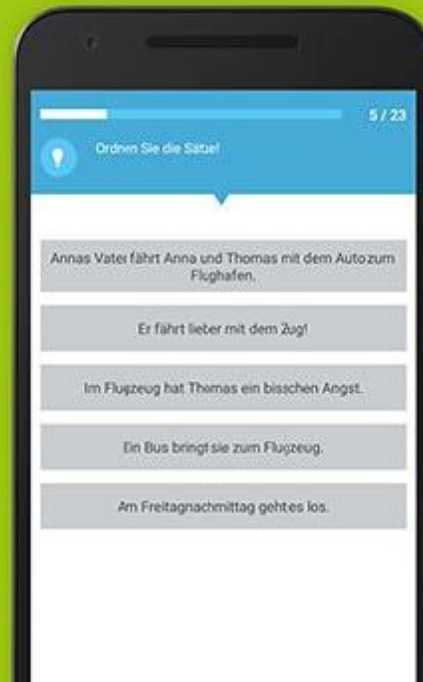 5 / 23
Ordnen Sie die Sätze!
Annas Vater fährt Anna und Thomas mit dem Auto zum
Flughafen.
Er fährt lieber mit dem Zug!
Im Flugzeug hat Thomas ein bisschen Angst.
Ein Bus bringt sie zum Flugzeug.
Am Freitagnachmittag geht es los.